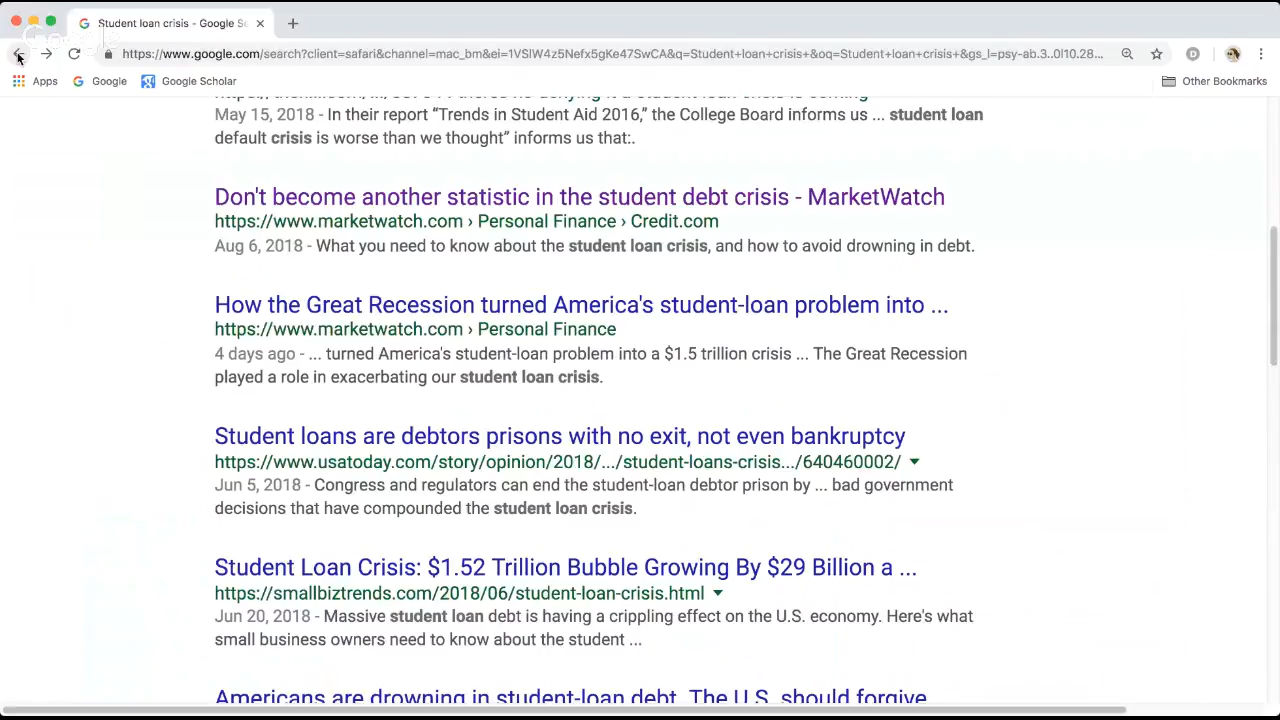 Student loan crisis - Google Se
https://www.google.com/search?client=safari&channel=mac_bm&ei=1VSlW4z5Nefx5gKe47SwCA&q=Student+loan+crisis+&oq=Student+loan+crisis+&gs_l=psy-ab.3..0l10.28...
D
Apps
Google
Google Scholar
Other Bookmarks
Google
May 15, 2018 - In their report “Trends in Student Aid 2016,” the College Board informs us ... student loan
default crisis is worse than we thought” informs us that:.
Don't become another statistic in the student debt crisis - MarketWatch
https://www.marketwatch.com › Personal Finance › Credit.com
Aug 6, 2018 - What you need to know about the student loan crisis, and how to avoid drowning in debt.
How the Great Recession turned America's student-loan problem into ...
https://www.marketwatch.com › Personal Finance
4 days ago - ... turned America's student-loan problem into a $1.5 trillion crisis ... The Great Recession
played a role in exacerbating our student loan crisis.
Student loans are debtors prisons with no exit, not even bankruptcy
https://www.usatoday.com/story/opinion/2018/.../student-loans-crisis.../640460002/
Jun 5, 2018 - Congress and regulators can end the student-loan debtor prison by ... bad government
decisions that have compounded the student loan crisis.
Student Loan Crisis: $1.52 Trillion Bubble Growing By $29 Billion a ...
https://smallbiztrends.com/2018/06/student-loan-crisis.html
Jun 20, 2018 - Massive student loan debt is having a crippling effect on the U.S. economy. Here's what
small business owners need to know about the student ...
Americans are drowning in student-loan debt. The U.S. should forgive